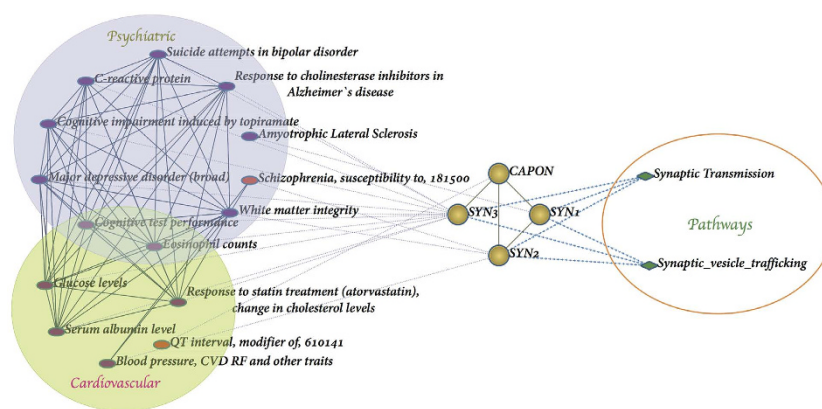 Psychiatric
Suicide attempts in bipolar disorder
C-reactive protein
Response to cholinesterase inhibitors in
Alzheimer`s disease
Cognitive impairment induced by topiramate
Amyotrophic Lateral Sclerosis
Major depressive disorder (broad)
Schizophrenia, susceptibility to, 181500
White matter integrity
Cognitive test performance
Eosinophil counts
Glucose levels
Response to statin treatment (atorvastatin),
change in cholesterol levels
Serum albumin level
QT interval, modifier of, 610141
Blood pressure, CVD RF and other traits
Cardiovascular
CAPON
SYN3
SYN1
SYN2
Synaptic Transmission
Pathways
Synaptic_vesicle_trafficking